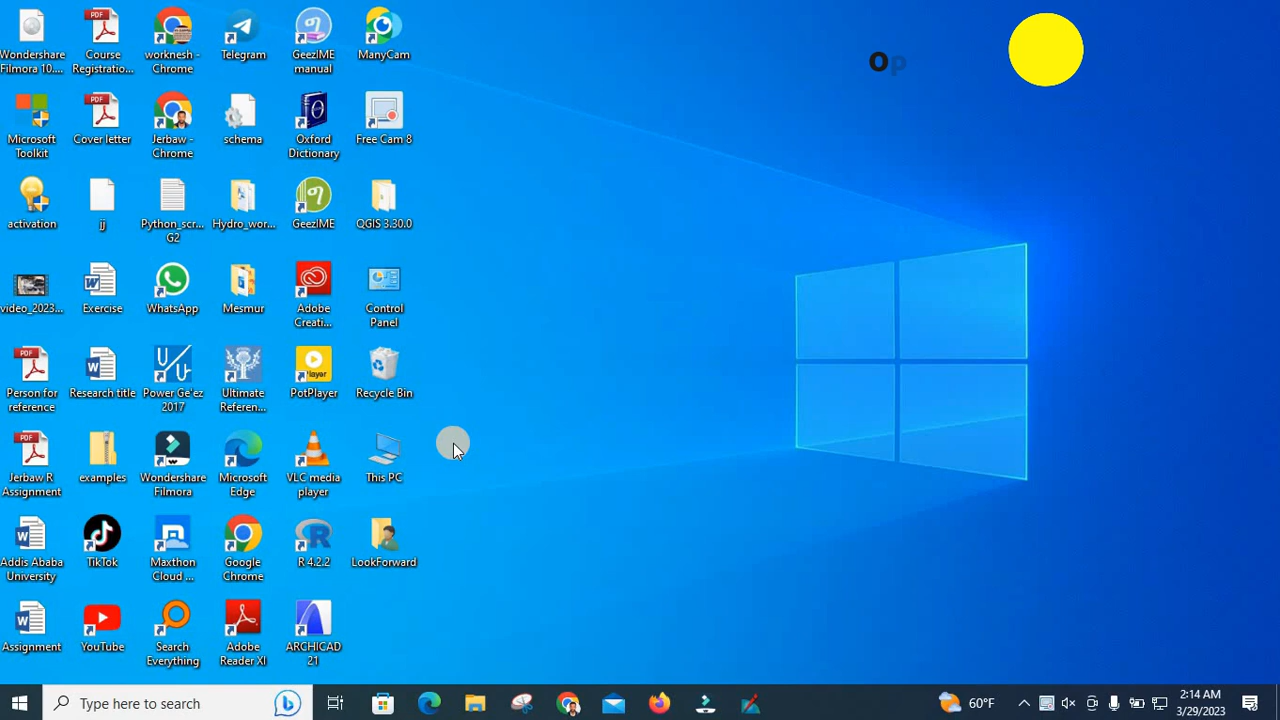 Op
Wondershare
Filmora 10....
Course
Registratio...
worknesh -
Chrome
Telegram
GeezIME
manual
ManyCam
Microsoft
Toolkit
Cover letter
Jerbaw -
Chrome
schema
Oxford
Dictionary
Free Cam 8
activation
jj
Python_scr...
G2
Hydro_wor...
GeezIME
QGIS 3.30.0
video_2023...
Exercise
WhatsApp
Mesmur
Adobe
Creati...
Control
Panel
Person for
reference
Research title
Power Ge'ez
2017
Ultimate
Referen...
PotPlayer
Recycle Bin
Jerbaw R
Assignment
examples
Wondershare
Filmora
Microsoft
Edge
VLC media
player
This PC
Addis Ababa
University
TikTok
Maxthon
Cloud ...
Google
Chrome
R 4.2.2
LookForward
Assignment
YouTube
Search
Everything
Adobe
Reader XI
ARCHICAD
21
Type here to search
60°F
2:14 AM
3/29/2023